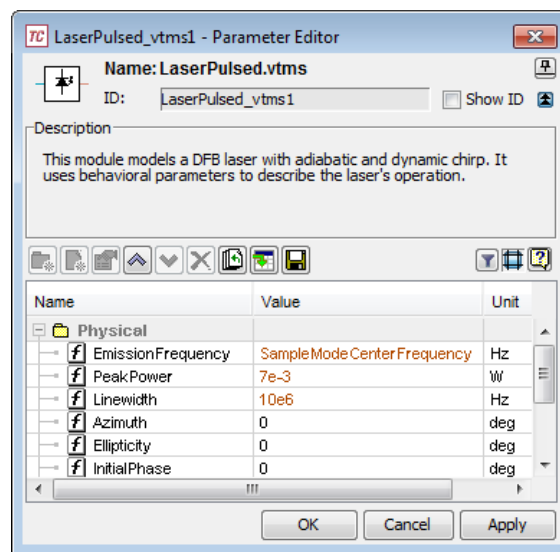 TC LaserPulsed_vtms1 - Parameter Editor
Name: LaserPulsed.vtms
ID: LaserPulsed_vtms1 Show ID
Description
This module models a DFB laser with adiabatic and dynamic chirp. It
uses behavioral parameters to describe the laser's operation.
Name Value Unit
Physical
f EmissionFrequency SampleModeCenterFrequency Hz
f PeakPower 7e-3 W
f Linewidth 10e6 Hz
f Azimuth 0 deg
f Ellipticity 0 deg
f InitialPhase 0 deg
OK Cancel Apply